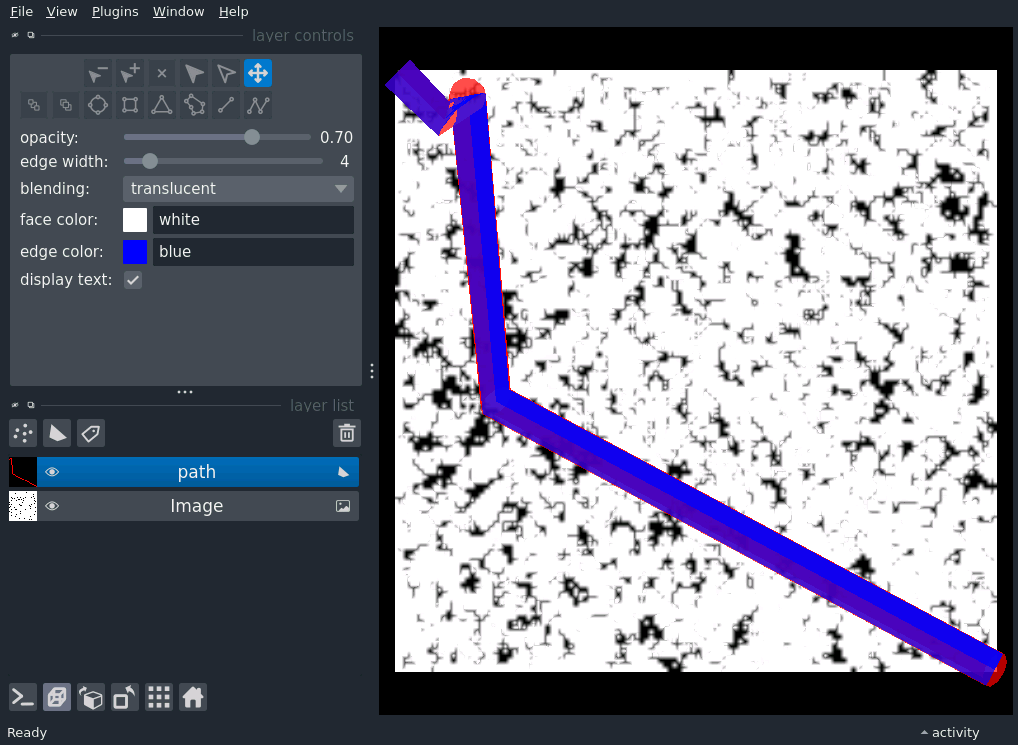 File View Plugins Window Help
layer controls
opacity: 0.70
edge width: 4
blending: translucent
face color: white
edge color: blue
display text:
layer list
path
Image
Ready activity